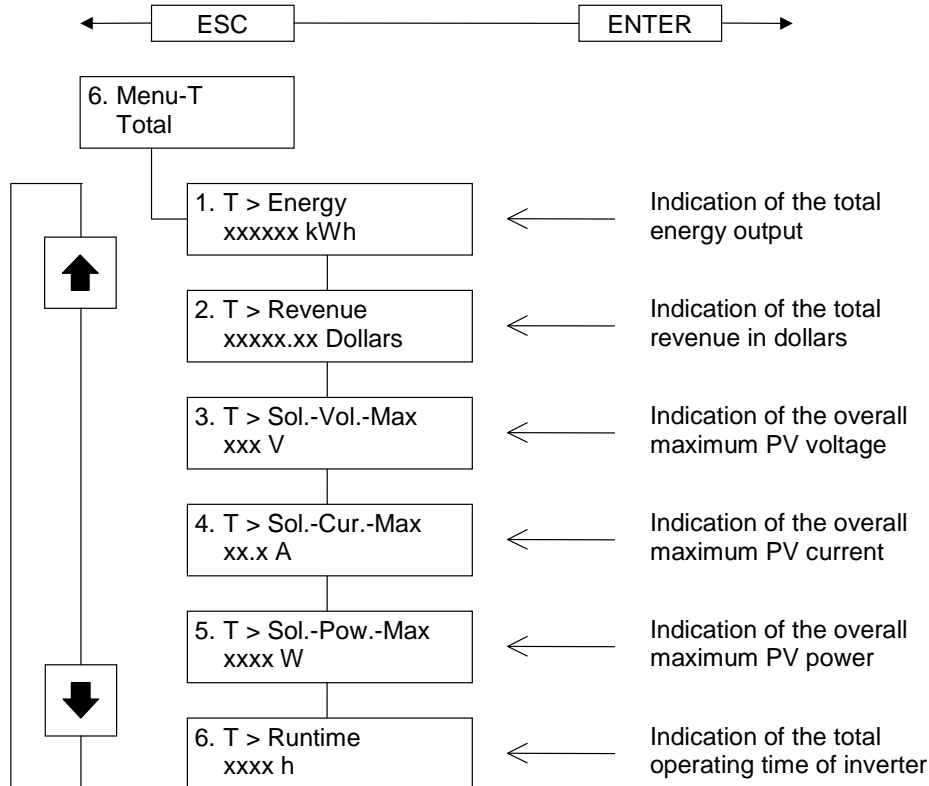 ESC
ENTER
6. Menu-T
Total
1. T > Energy
xxxxxx kWh
Indication of the total
energy output
2. T > Revenue
xxxxx.xx Dollars
Indication of the total
revenue in dollars
3. T > Sol.-Vol.-Max
xxx V
Indication of the overall
maximum PV voltage
4. T > Sol.-Cur.-Max
xx.x A
Indication of the overall
maximum PV current
5. T > Sol.-Pow.-Max
xxxx W
Indication of the overall
maximum PV power
6. T > Runtime
xxxx h
Indication of the total
operating time of inverter